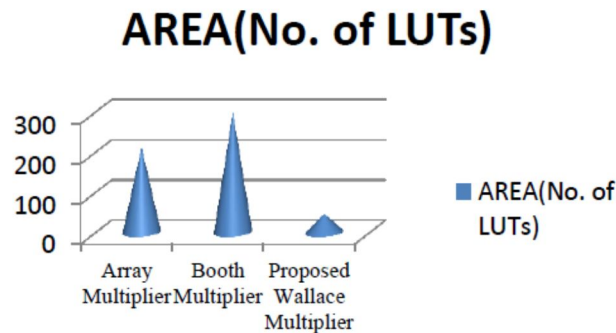 AREA(No. of LUTs)
300
200
100
0
Array
Multiplier
Booth
Multiplier
Proposed
Wallace
Multiplier
AREA(No. of
LUTs)